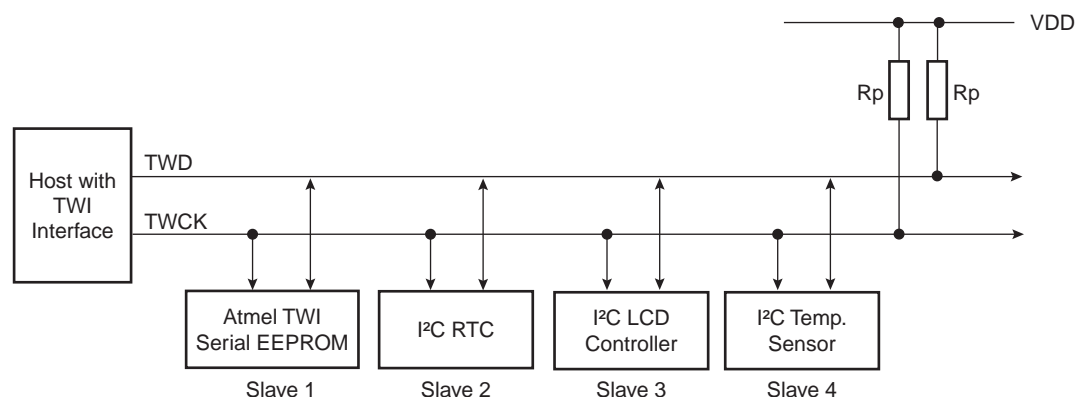 VDD
Rp
Rp
Host with
TWI
Interface
TWD
TWCK
Atmel TWI
Serial EEPROM
Slave 1
I²C RTC
Slave 2
I²C LCD
Controller
Slave 3
I²C Temp.
Sensor
Slave 4